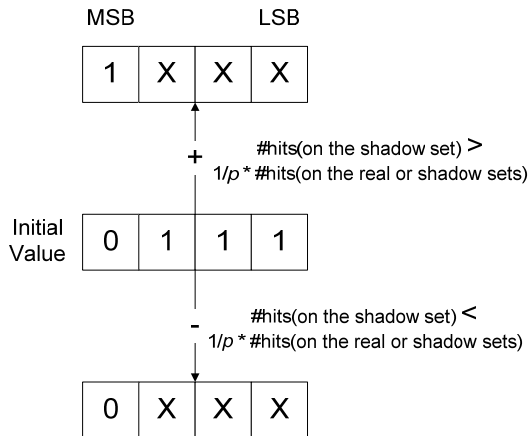 MSB LSB
1 X X X
+ #hits(on the shadow set) >
1/p * #hits(on the real or shadow sets)
Initial
Value 0 1 1 1
#hits(on the shadow set) <
- 1/p * #hits(on the real or shadow sets)
0 X X X